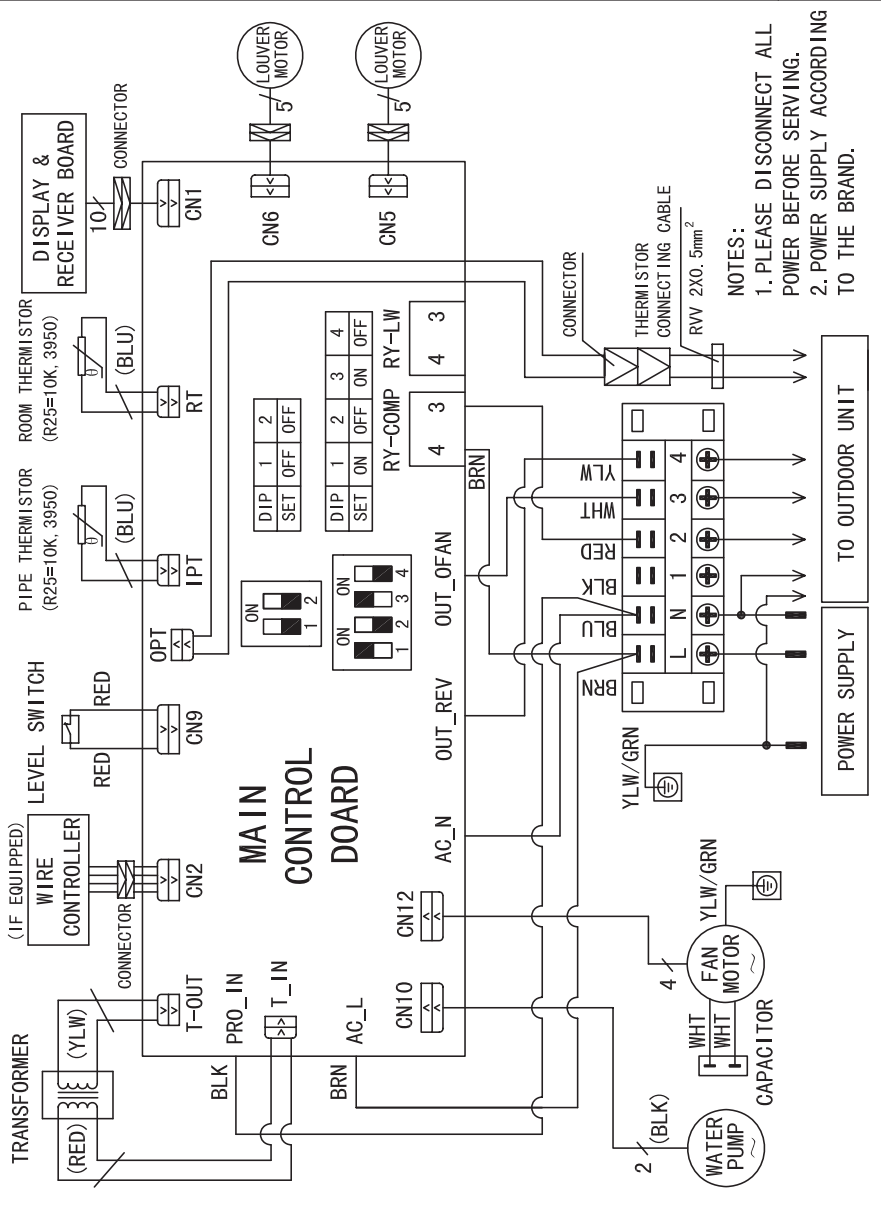 TRANSFORMER
(RED)
(YLW)
(IF EQUIPPED)
WIRE
CONTROLLER
CONNECTOR
LEVEL SWITCH
RED
RED
PIPE THERMISTOR
(R25=10K, 3950)
θ
(BLU)
ROOM THERMISTOR
(R25=10K, 3950)
θ
(BLU)
DISPLAY &
RECEIVER BOARD
10
CONNECTOR
T-OUT
CN2
CN9
OPT
IPT
RT
CN1
LOUVER
MOTOR
5
CN6
LOUVER
MOTOR
5
CN5
PRO_IN
T_IN
AC_L
BLK
BRN
MAIN
CONTROL
DOARD
ON
1 2
ON ON
1 2 3 4
DIP 1 2
SET OFF OFF
DIP 1 2 3 4
SET ON OFF ON OFF
CN10
CN12
AC_N
OUT_REV
OUT_OFAN
RY-COMP
4 3
RY-LW
4 3
BRN
BRN
BLU
BLK
RED
WHT
YLW
L N 1 2 3 4
CONNECTOR
THERMISTOR
CONNECTING CABLE
RVV 2X0.5mm²
2
(BLK)
WATER
PUMP
~
4
FAN
MOTOR
~
WHT
WHT
CAPACITOR
YLW/GRN
YLW/GRN
POWER SUPPLY
TO OUTDOOR UNIT
NOTES:
1. PLEASE DISCONNECT ALL
POWER BEFORE SERVING.
2. POWER SUPPLY ACCORDING
TO THE BRAND.